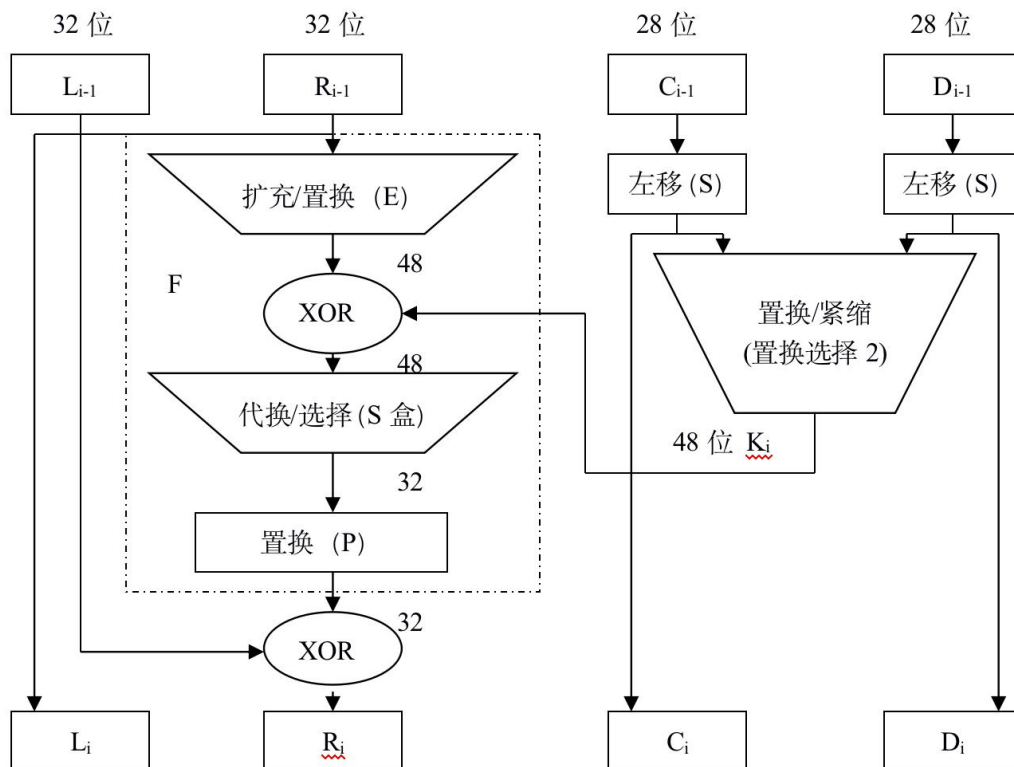 32 位
32 位
28 位
28 位
Li-1
Ri-1
Ci-1
Di-1
扩充/置换 (E)
左移(S)
左移(S)
48
F
XOR
置换/紧缩
(置换选择 2)
48
代换/选择(S 盒)
48 位 Ki
32
置换 (P)
32
XOR
Li
Ri
Ci
Di